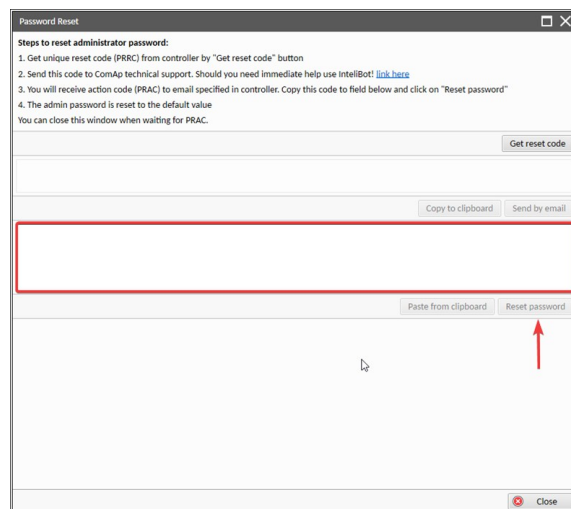 Password Reset
Steps to reset administrator password:
1. Get unique reset code (PRRC) from controller by "Get reset code" button
2. Send this code to ComAp technical support. Should you need immediate help use InteliBot! link here
3. You will receive action code (PRAC) to email specified in controller. Copy this code to field below and click on "Reset password"
4. The admin password is reset to the default value
You can close this window when waiting for PRAC.
Get reset code
Copy to clipboard Send by email
Paste from clipboard Reset password
Close